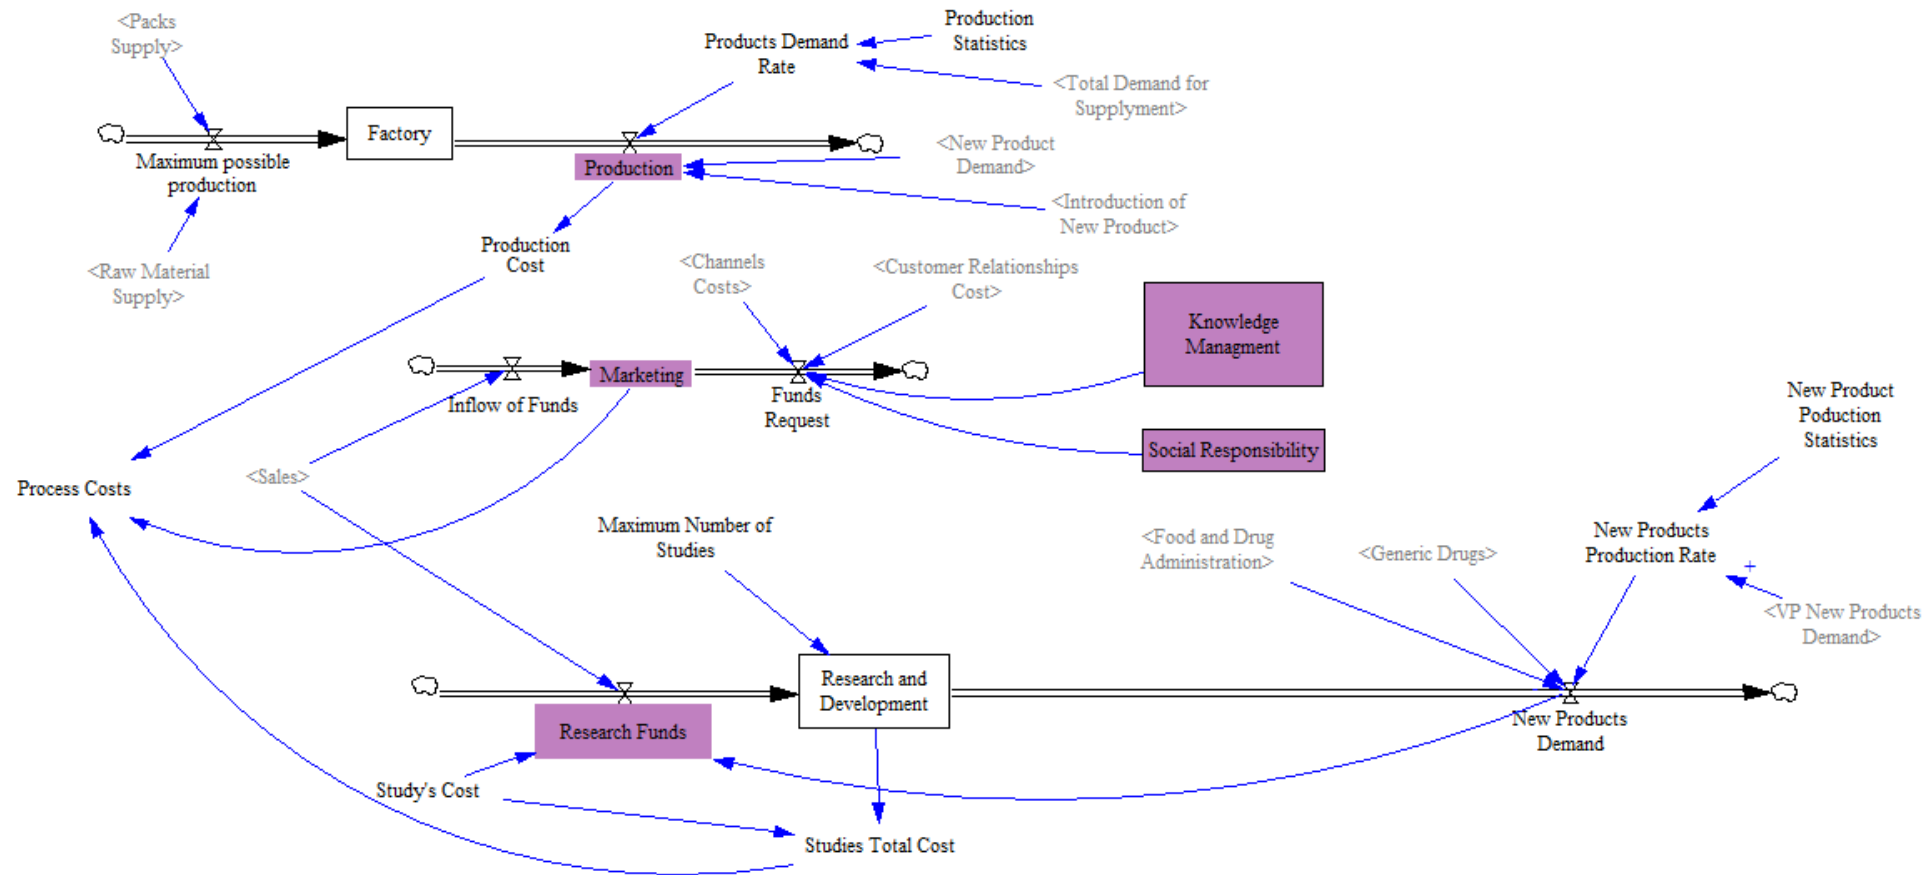 <Packs
Supply>
Production
Statistics
Products Demand
Rate
<Total Demand for
Supplyment>
Factory
Maximum possible
production
Production
<New Product
Demand>
<Introduction of
New Product>
<Raw Material
Supply>
Production
Cost
<Channels
Costs>
<Customer Relationships
Cost>
Knowledge
Managment
Marketing
Inflow of Funds
Funds
Request
Social Responsibility
New Product
Poduction
Statistics
<Sales>
Process Costs
Maximum Number of
Studies
<Food and Drug
Administration>
<Generic Drugs>
New Products
Production Rate
+
<VP New Products
Demand>
Research and
Development
Research Funds
New Products
Demand
Study's Cost
Studies Total Cost